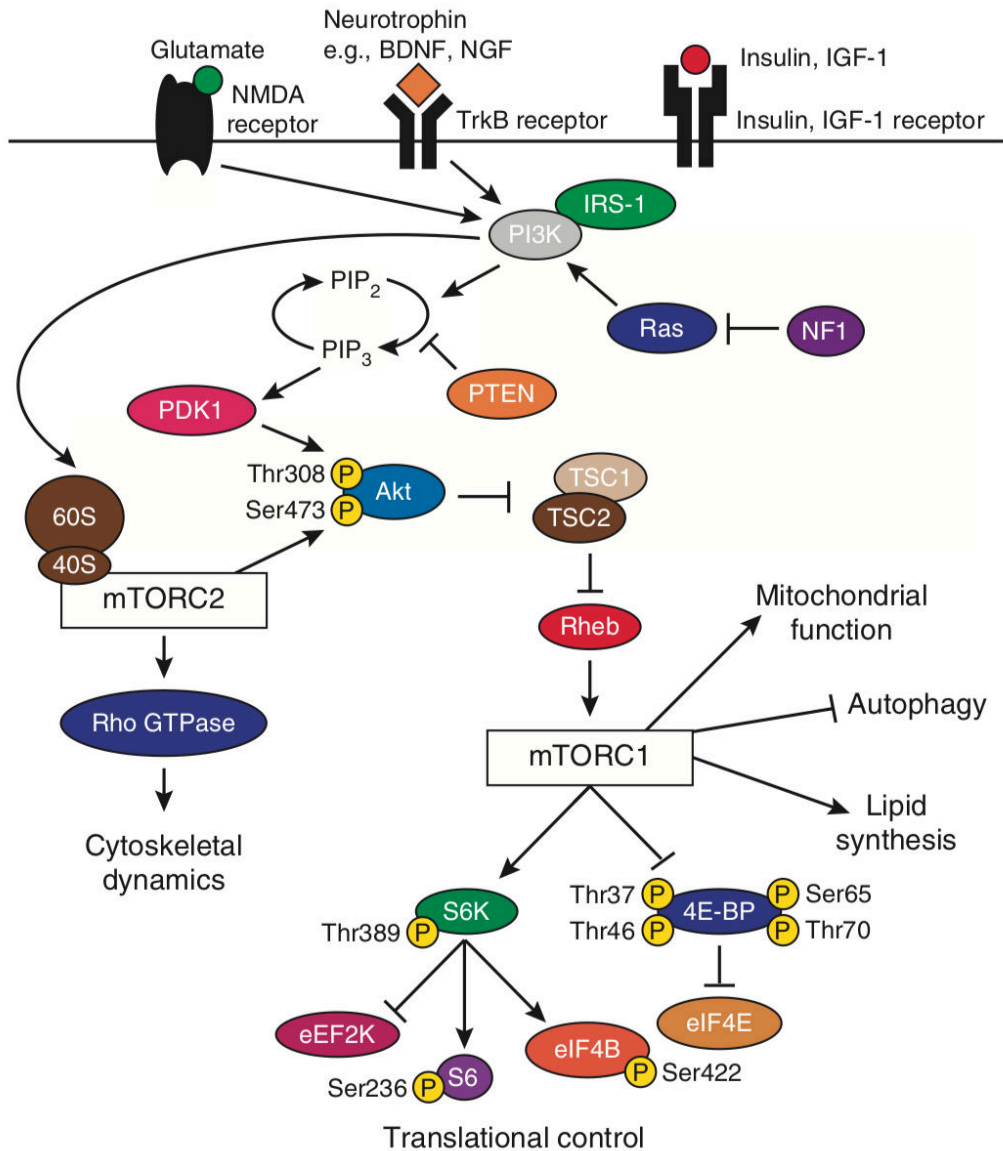 Neurotrophin
e.g., BDNF, NGF
Glutamate
NMDA
receptor
TrkB receptor
Insulin, IGF-1
Insulin, IGF-1 receptor
IRS-1
PI3K
PIP2
PIP3
Ras
NF1
PTEN
PDK1
Thr308
P
Ser473
P
Akt
TSC1
TSC2
60S
40S
mTORC2
Rheb
Mitochondrial
function
Rho GTPase
Autophagy
mTORC1
Lipid
synthesis
Cytoskeletal
dynamics
S6K
Thr389
P
Thr37
P
4E-BP
P
Ser65
Thr46
P
P
Thr70
eEF2K
eIF4B
eIF4E
Ser236
P
S6
P
Ser422
Translational control